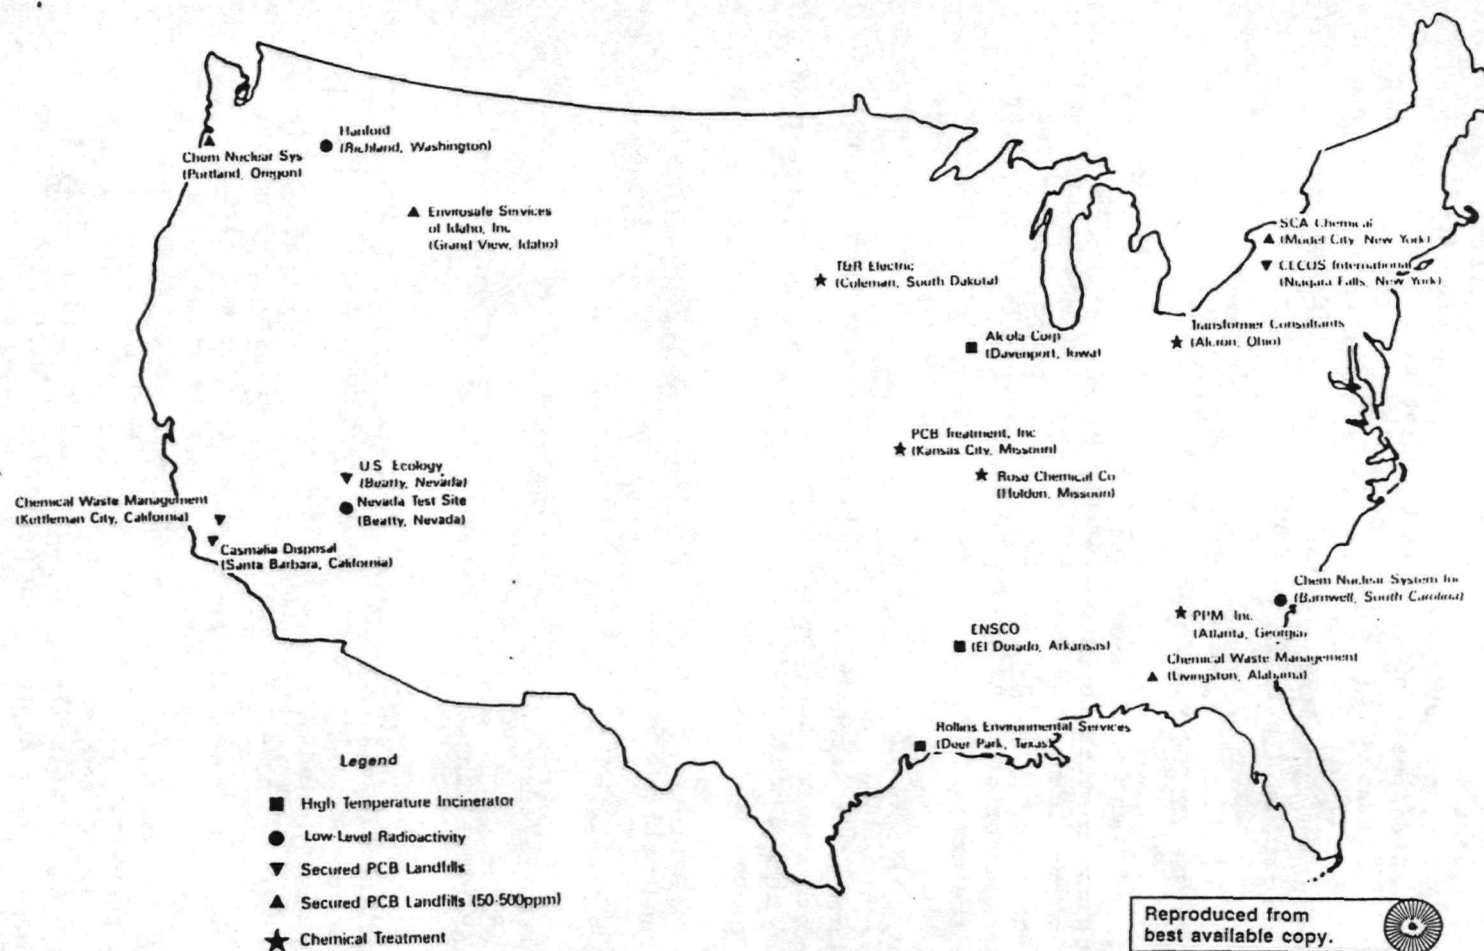 Hanford
(Richland, Washington)
Chem Nuclear Sys
(Portland, Oregon)
Envirosafe Services
of Idaho, Inc
(Grand View, Idaho)
SCA Chemical
(Model City, New York)
CECOS International
(Niagara Falls, New York)
T&R Electric
(Coleman, South Dakota)
Transformer Consultants
(Akron, Ohio)
Alcola Corp
(Davenport, Iowa)
PCB Treatment, Inc
(Kansas City, Missouri)
Rose Chemical Co
(Holden, Missouri)
U.S. Ecology
(Beatty, Nevada)
Nevada Test Site
(Beatty, Nevada)
Chemical Waste Management
(Kettleman City, California)
Casmalia Disposal
(Santa Barbara, California)
Chem Nuclear System Inc
(Barnwell, South Carolina)
PPM Inc.
(Atlanta, Georgia)
ENSCO
(El Dorado, Arkansas)
Chemical Waste Management
(Livingston, Alabama)
Rollins Environmental Services
(Deer Park, Texas)
Legend
High Temperature Incinerator
Low-Level Radioactivity
Secured PCB Landfills
Secured PCB Landfills (50-500ppm)
Chemical Treatment
Reproduced from
best available copy.